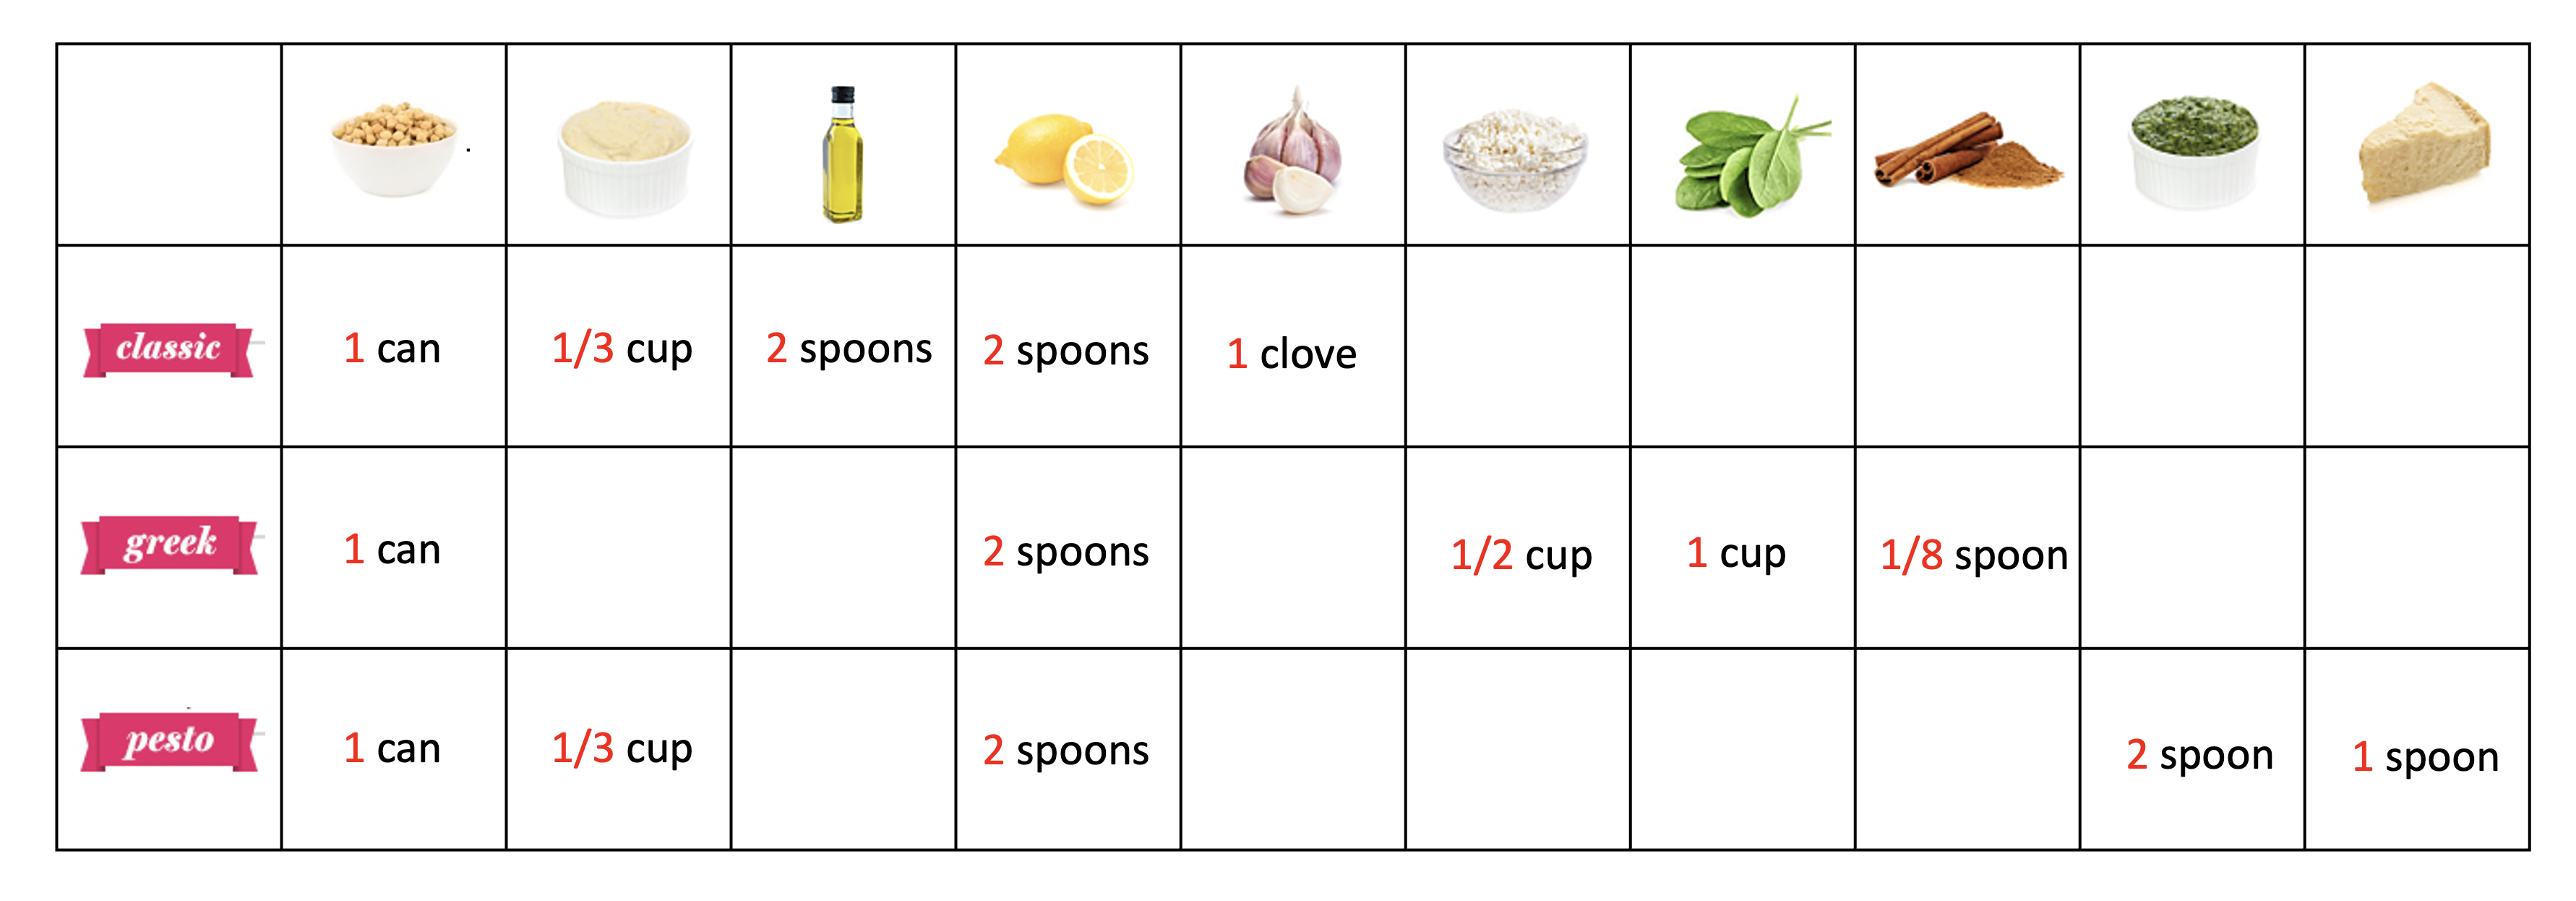 classic 1 can 1/3 cup 2 spoons 2 spoons 1 clove
greek 1 can 2 spoons 1/2 cup 1 cup 1/8 spoon
pesto 1 can 1/3 cup 2 spoons 2 spoon 1 spoon